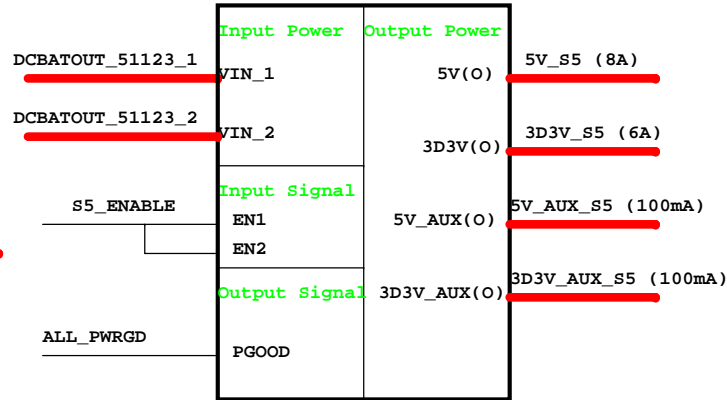 Input Power Output Power
DCBATOUT_51123_1 VIN_1 5V(O) 5V_S5 (8A)
DCBATOUT_51123_2 VIN_2 3D3V(O) 3D3V_S5 (6A)
Input Signal
S5_ENABLE EN1 5V_AUX(O) 5V_AUX_S5 (100mA)
EN2
Output Signal 3D3V_AUX(O) 3D3V_AUX_S5 (100mA)
ALL_PWRGD PGOOD